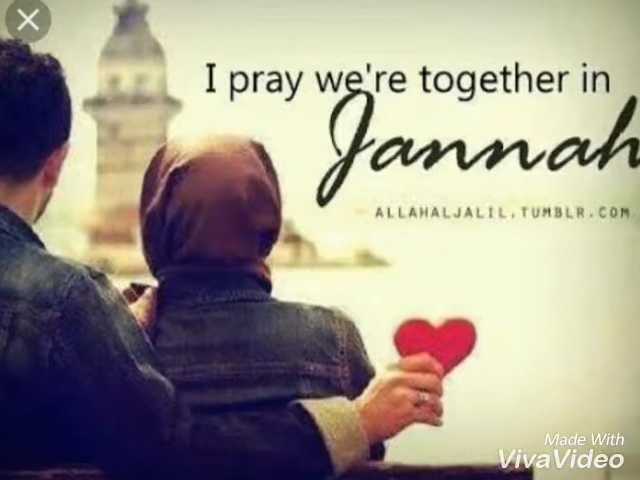 I pray we're together in
Jannah
ALLAHALJALIL.TUMBLR.COM
Made With
VivaVideo